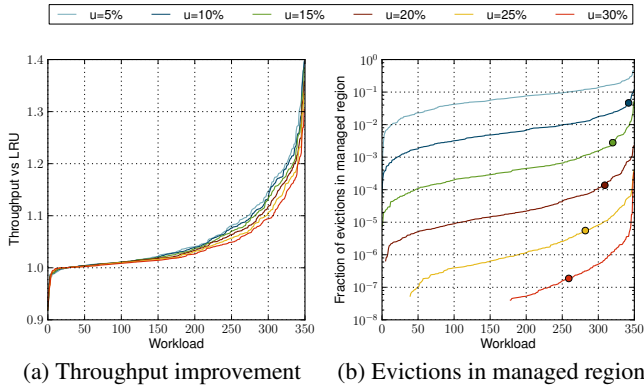 u=5% u=10% u=15% u=20% u=25% u=30%
Throughput vs LRU
1.4
1.3
1.2
1.1
1.0
0.9
0 50 100 150 200 250 300 350
Workload
(a) Throughput improvement
Fraction of evictions in managed region
10^0
10^-1
10^-2
10^-3
10^-4
10^-5
10^-6
10^-7
10^-8
0 50 100 150 200 250 300 350
Workload
(b) Evictions in managed region